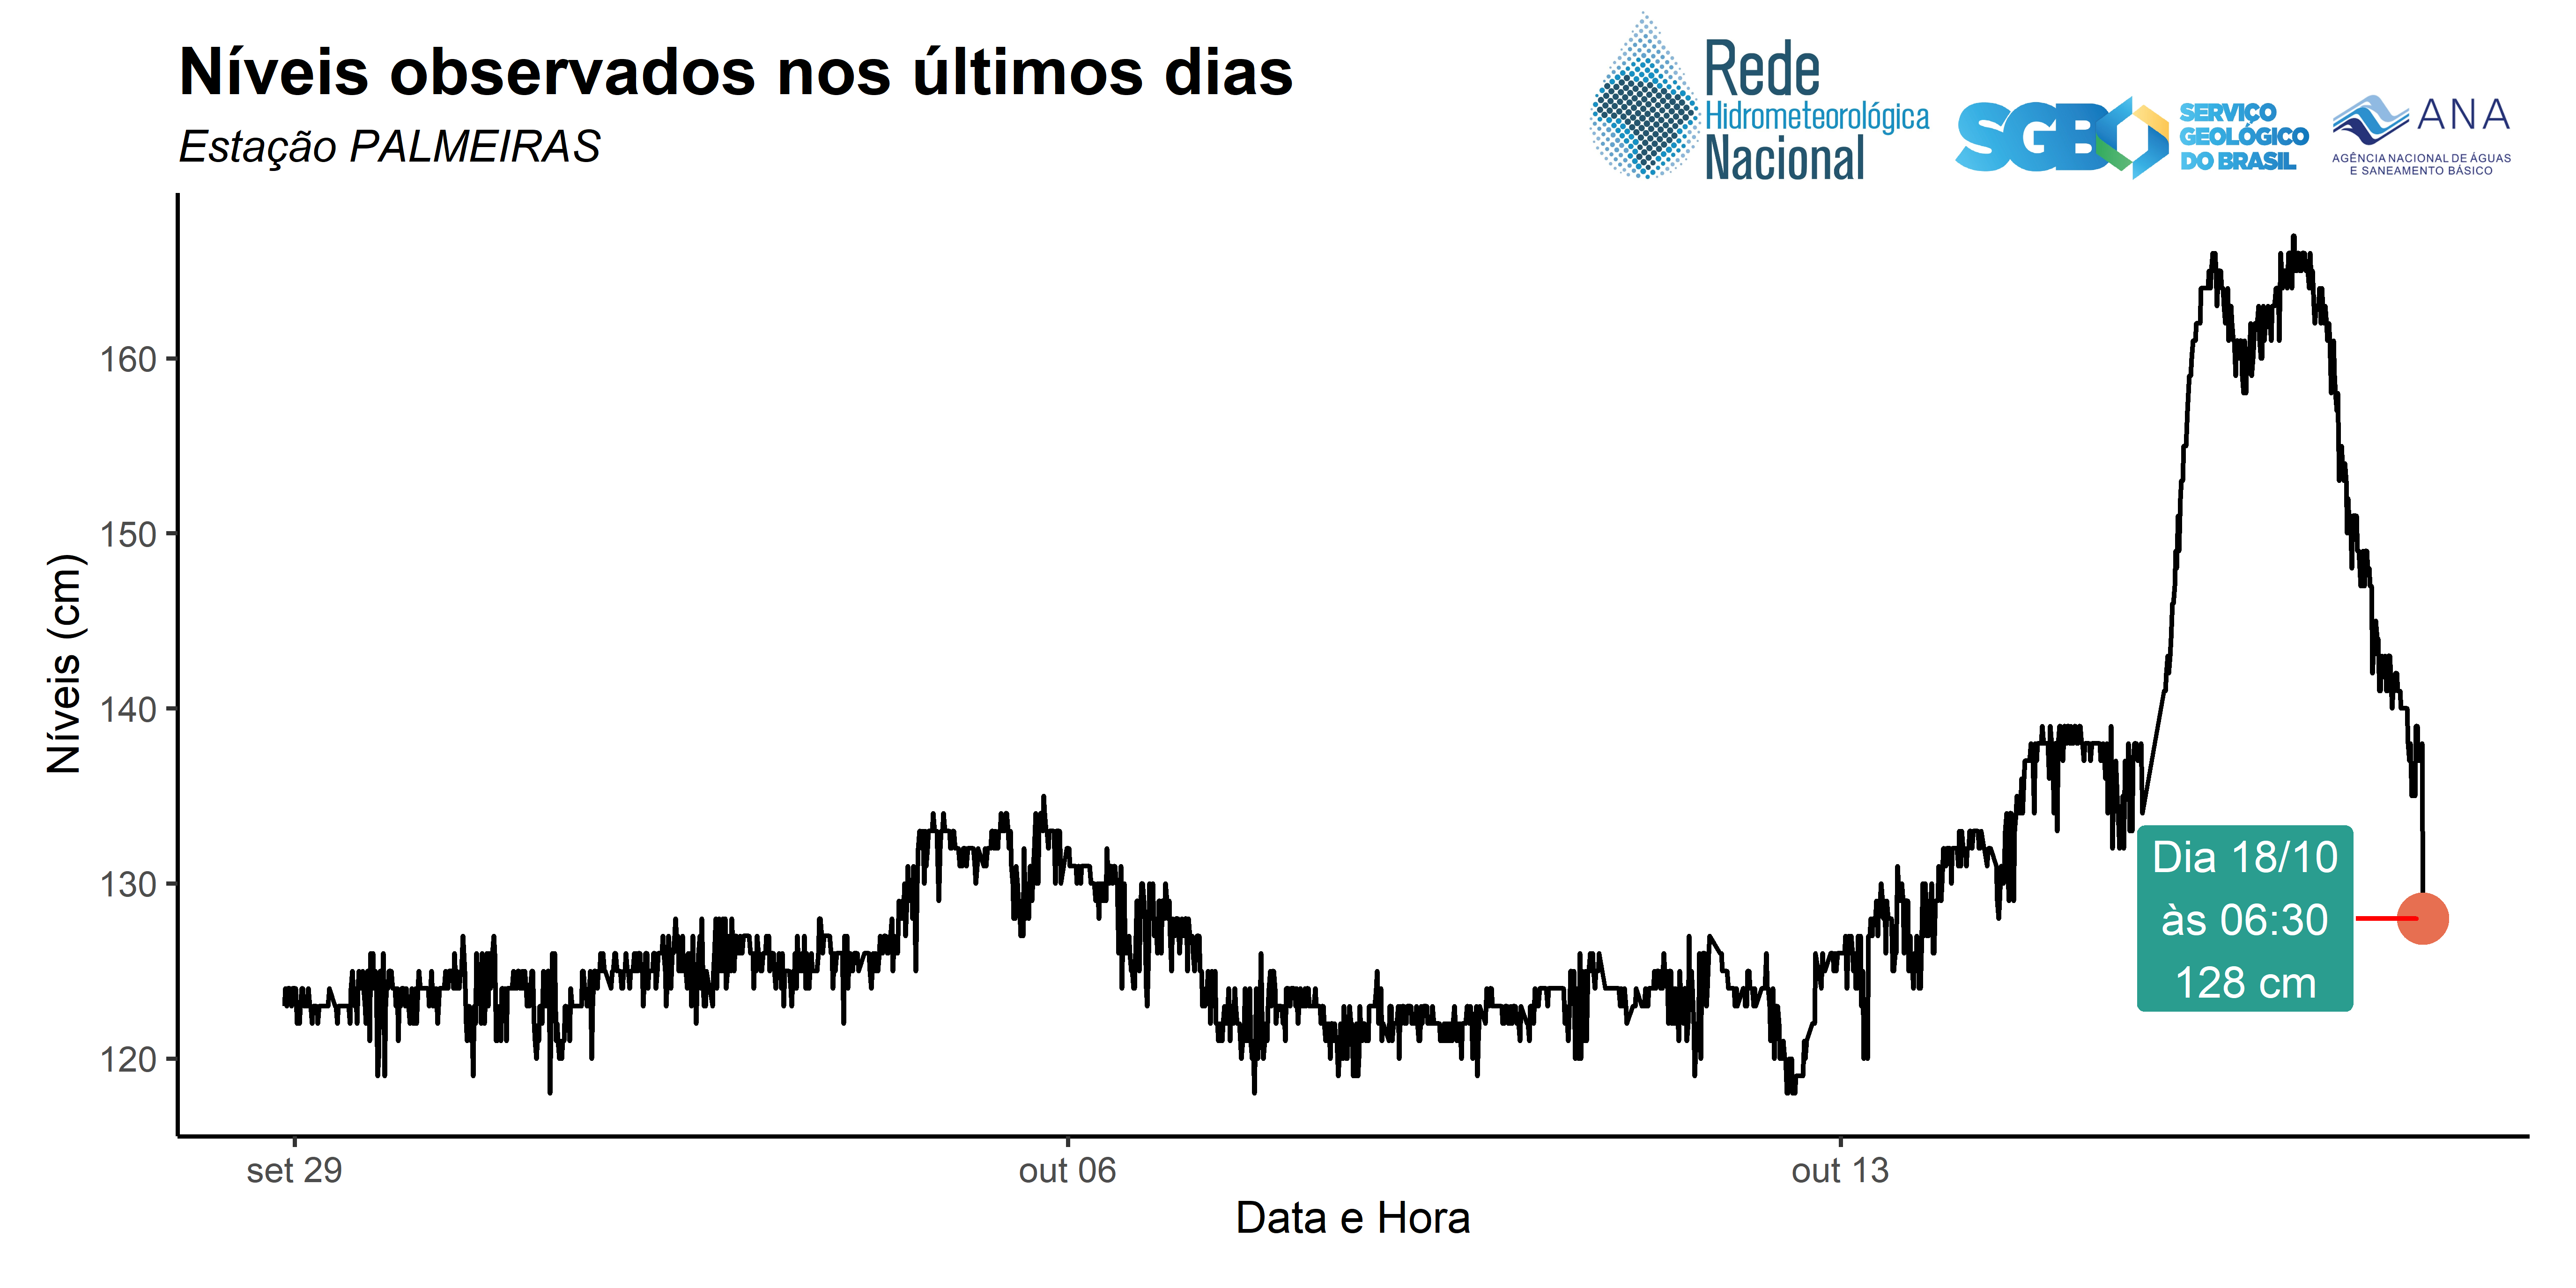 Níveis observados nos últimos dias
Estação PALMEIRAS
Rede
Hidrometeorológica
Nacional
SGB
SERVIÇO
GEOLÓGICO
DO BRASIL
ANA
AGÊNCIA NACIONAL DE ÁGUAS
E SANEAMENTO BÁSICO
Níveis (cm)
160
150
140
130
120
Dia 18/10
às 06:30
128 cm
set 29
out 06
out 13
Data e Hora